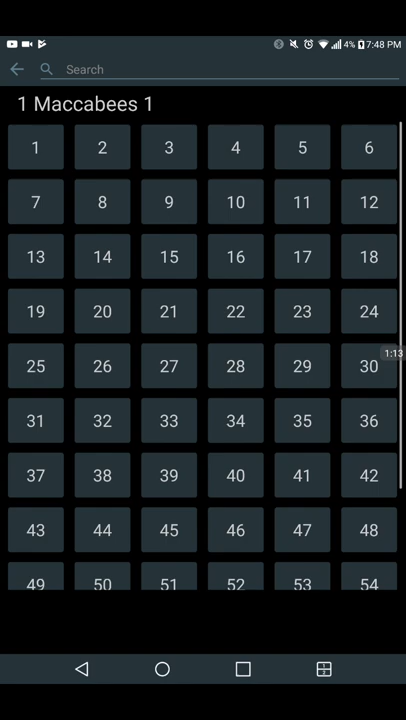 4% 7:48 PM
Search
1 Maccabees 1
1 2 3 4 5 6
7 8 9 10 11 12
13 14 15 16 17 18
19 20 21 22 23 24
1:13
25 26 27 28 29 30
31 32 33 34 35 36
37 38 39 40 41 42
43 44 45 46 47 48
49 50 51 52 53 54